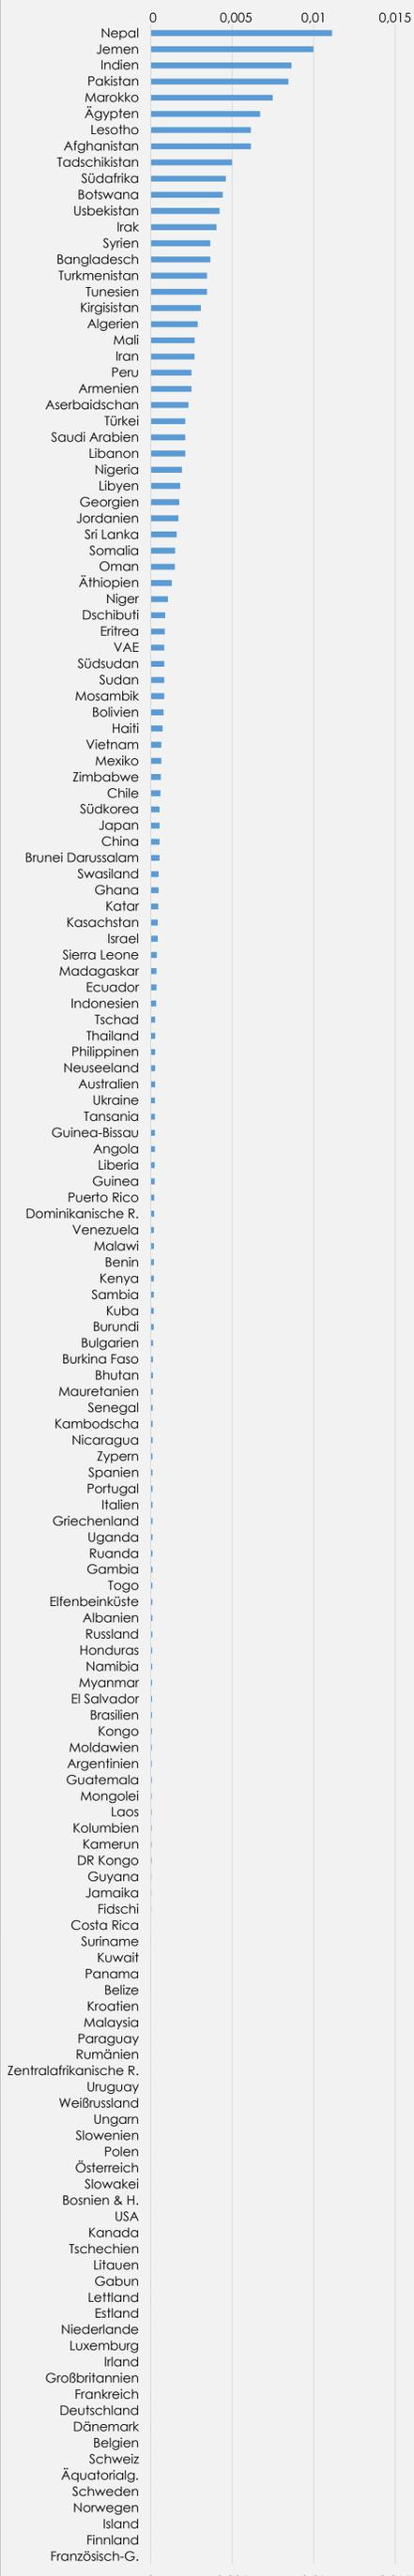 0 0,005 0,01 0,015
Nepal
Jemen
Indien
Pakistan
Marokko
Ägypten
Lesotho
Afghanistan
Tadschikistan
Südafrika
Botswana
Usbekistan
Irak
Syrien
Bangladesch
Turkmenistan
Tunesien
Kirgisistan
Algerien
Mali
Iran
Peru
Armenien
Aserbaidschan
Türkei
Saudi Arabien
Libanon
Nigeria
Libyen
Georgien
Jordanien
Sri Lanka
Somalia
Oman
Äthiopien
Niger
Dschibuti
Eritrea
VAE
Südsudan
Sudan
Mosambik
Bolivien
Haiti
Vietnam
Mexiko
Zimbabwe
Chile
Südkorea
Japan
China
Brunei Darussalam
Swasiland
Ghana
Katar
Kasachstan
Israel
Sierra Leone
Madagaskar
Ecuador
Indonesien
Tschad
Thailand
Philippinen
Neuseeland
Australien
Ukraine
Tansania
Guinea-Bissau
Angola
Liberia
Guinea
Puerto Rico
Dominikanische R.
Venezuela
Malawi
Benin
Kenya
Sambia
Kuba
Burundi
Bulgarien
Burkina Faso
Bhutan
Mauretanien
Senegal
Kambodscha
Nicaragua
Zypern
Spanien
Portugal
Italien
Griechenland
Uganda
Ruanda
Gambia
Togo
Elfenbeinküste
Albanien
Russland
Honduras
Namibia
Myanmar
El Salvador
Brasilien
Kongo
Moldawien
Argentinien
Guatemala
Mongolei
Laos
Kolumbien
Kamerun
DR Kongo
Guyana
Jamaika
Fidschi
Costa Rica
Suriname
Kuwait
Panama
Belize
Kroatien
Malaysia
Paraguay
Rumänien
Zentralafrikanische R.
Uruguay
Weißrussland
Ungarn
Slowenien
Polen
Österreich
Slowakei
Bosnien & H.
USA
Kanada
Tschechien
Litauen
Gabun
Lettland
Estland
Niederlande
Luxemburg
Irland
Großbritannien
Frankreich
Deutschland
Dänemark
Belgien
Schweiz
Äquatorialg.
Schweden
Norwegen
Island
Finnland
Französisch-G.